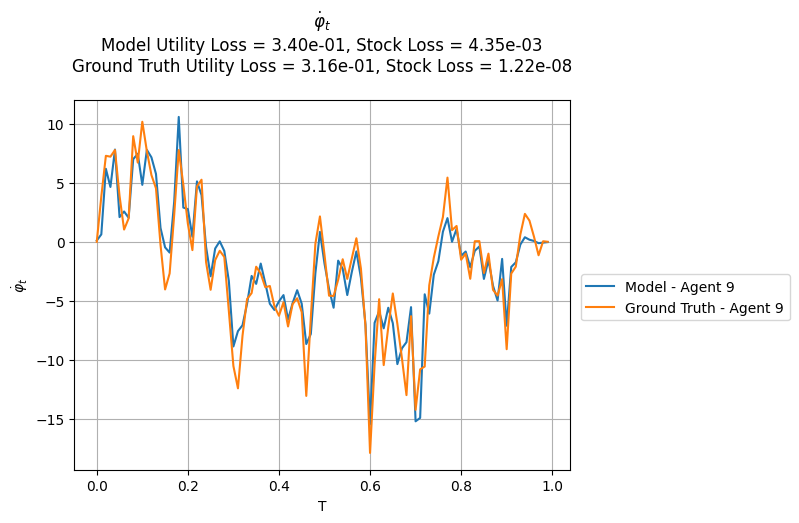 φ̇ₜ
Model Utility Loss = 3.40e-01, Stock Loss = 4.35e-03
Ground Truth Utility Loss = 3.16e-01, Stock Loss = 1.22e-08
10
5
0
−5
−10
−15
φ̇ₜ
0.0 0.2 0.4 0.6 0.8 1.0
T
Model - Agent 9
Ground Truth - Agent 9